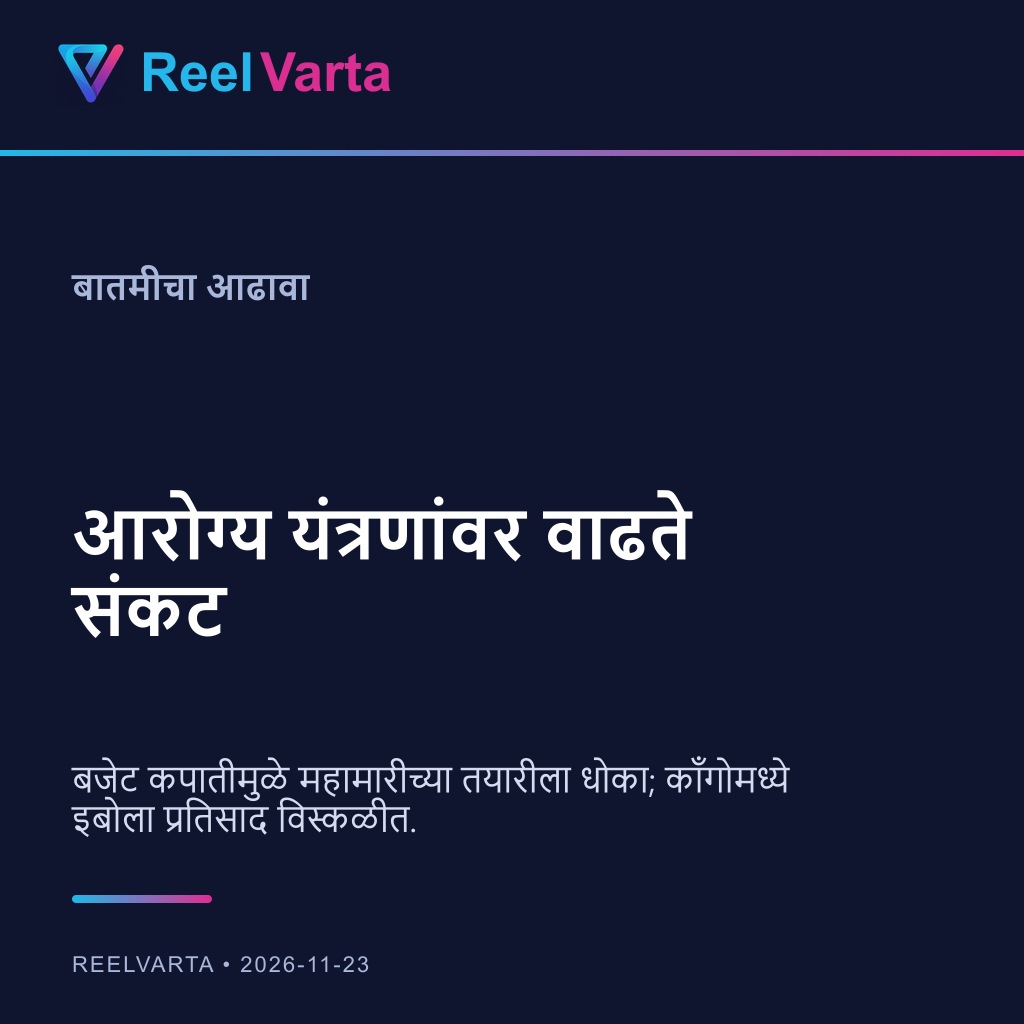 ReelVarta
बातमीचा आढावा
आरोग्य यंत्रणांवर वाढते
संकट
बजेट कपातीमुळे महामारीच्या तयारीला धोका; काँगोमध्ये
इबोला प्रतिसाद विस्कळीत.
REELVARTA • 2026-11-23